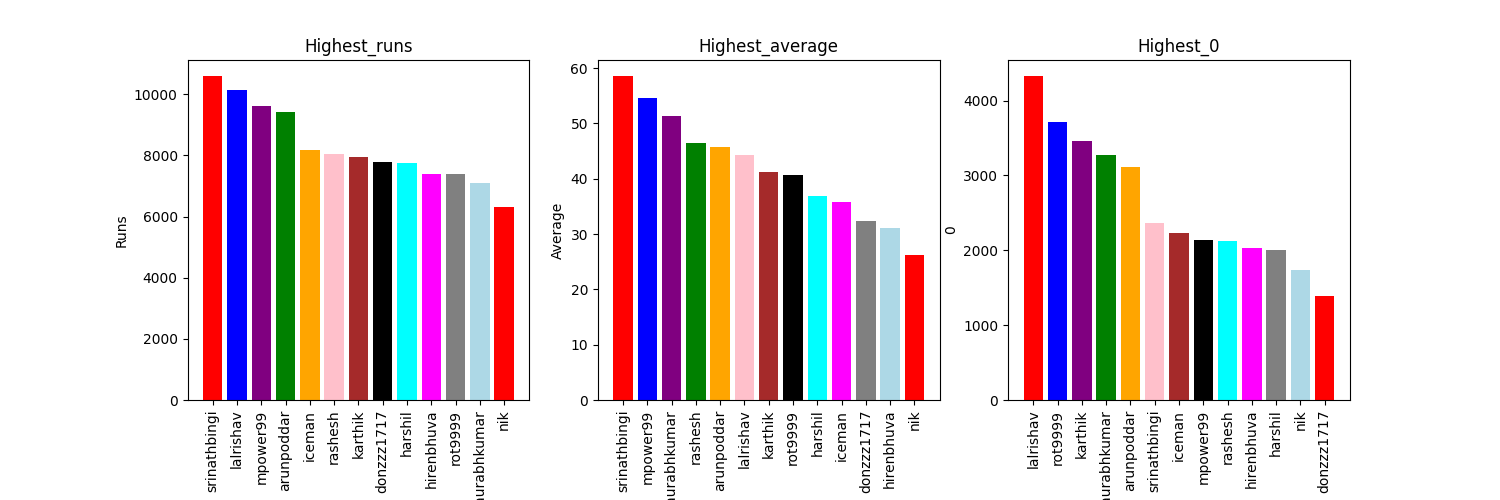 Highest_runs
Runs
10000
8000
6000
4000
2000
0
srinathbingi
lalrishav
mpower99
arunpoddar
iceman
rashesh
karthik
donzzz1717
harshil
hirenbhuva
rot9999
urabhkumar
nik
Highest_average
Average
60
50
40
30
20
10
0
srinathbingi
mpower99
urabhkumar
rashesh
arunpoddar
lalrishav
karthik
rot9999
harshil
iceman
donzzz1717
hirenbhuva
nik
Highest_0
0
4000
3000
2000
1000
0
lalrishav
rot9999
karthik
urabhkumar
arunpoddar
srinathbingi
iceman
mpower99
rashesh
hirenbhuva
harshil
nik
donzzz1717